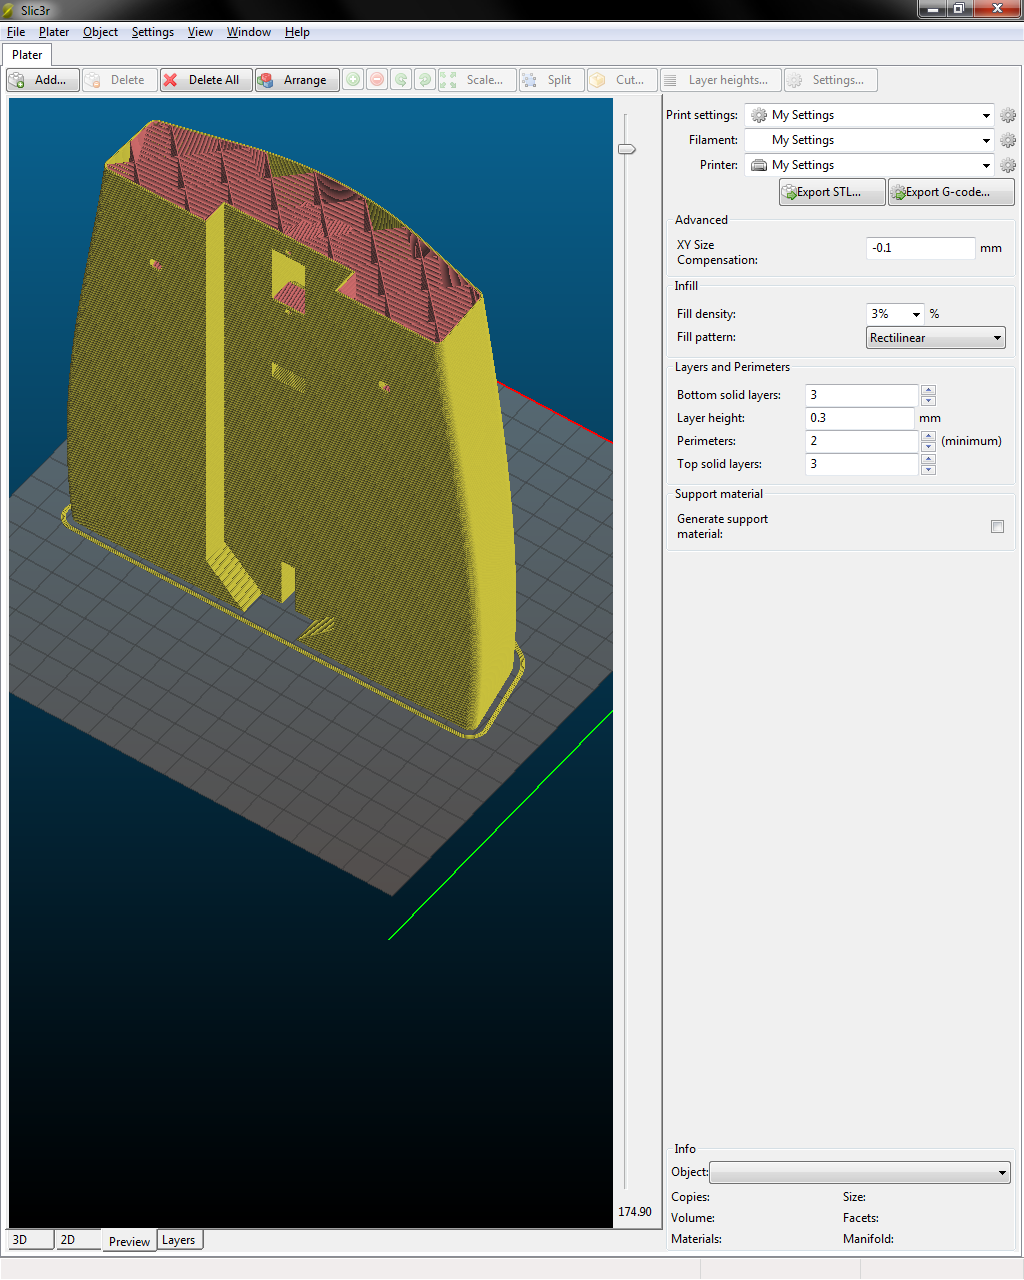 Slic3r
File Plater Object Settings View Window Help
Plater
Add... Delete Delete All Arrange Scale... Split Cut... Layer heights... Settings...
Print settings: My Settings
Filament: My Settings
Printer: My Settings
Export STL... Export G-code...
Advanced
XY Size
Compensation: -0.1 mm
Infill
Fill density: 3% %
Fill pattern: Rectilinear
Layers and Perimeters
Bottom solid layers: 3
Layer height: 0.3 mm
Perimeters: 2 (minimum)
Top solid layers: 3
Support material
Generate support
material:
Info
Object:
Copies: Size:
174.90
Volume: Facets:
Materials: Manifold:
3D 2D Preview Layers